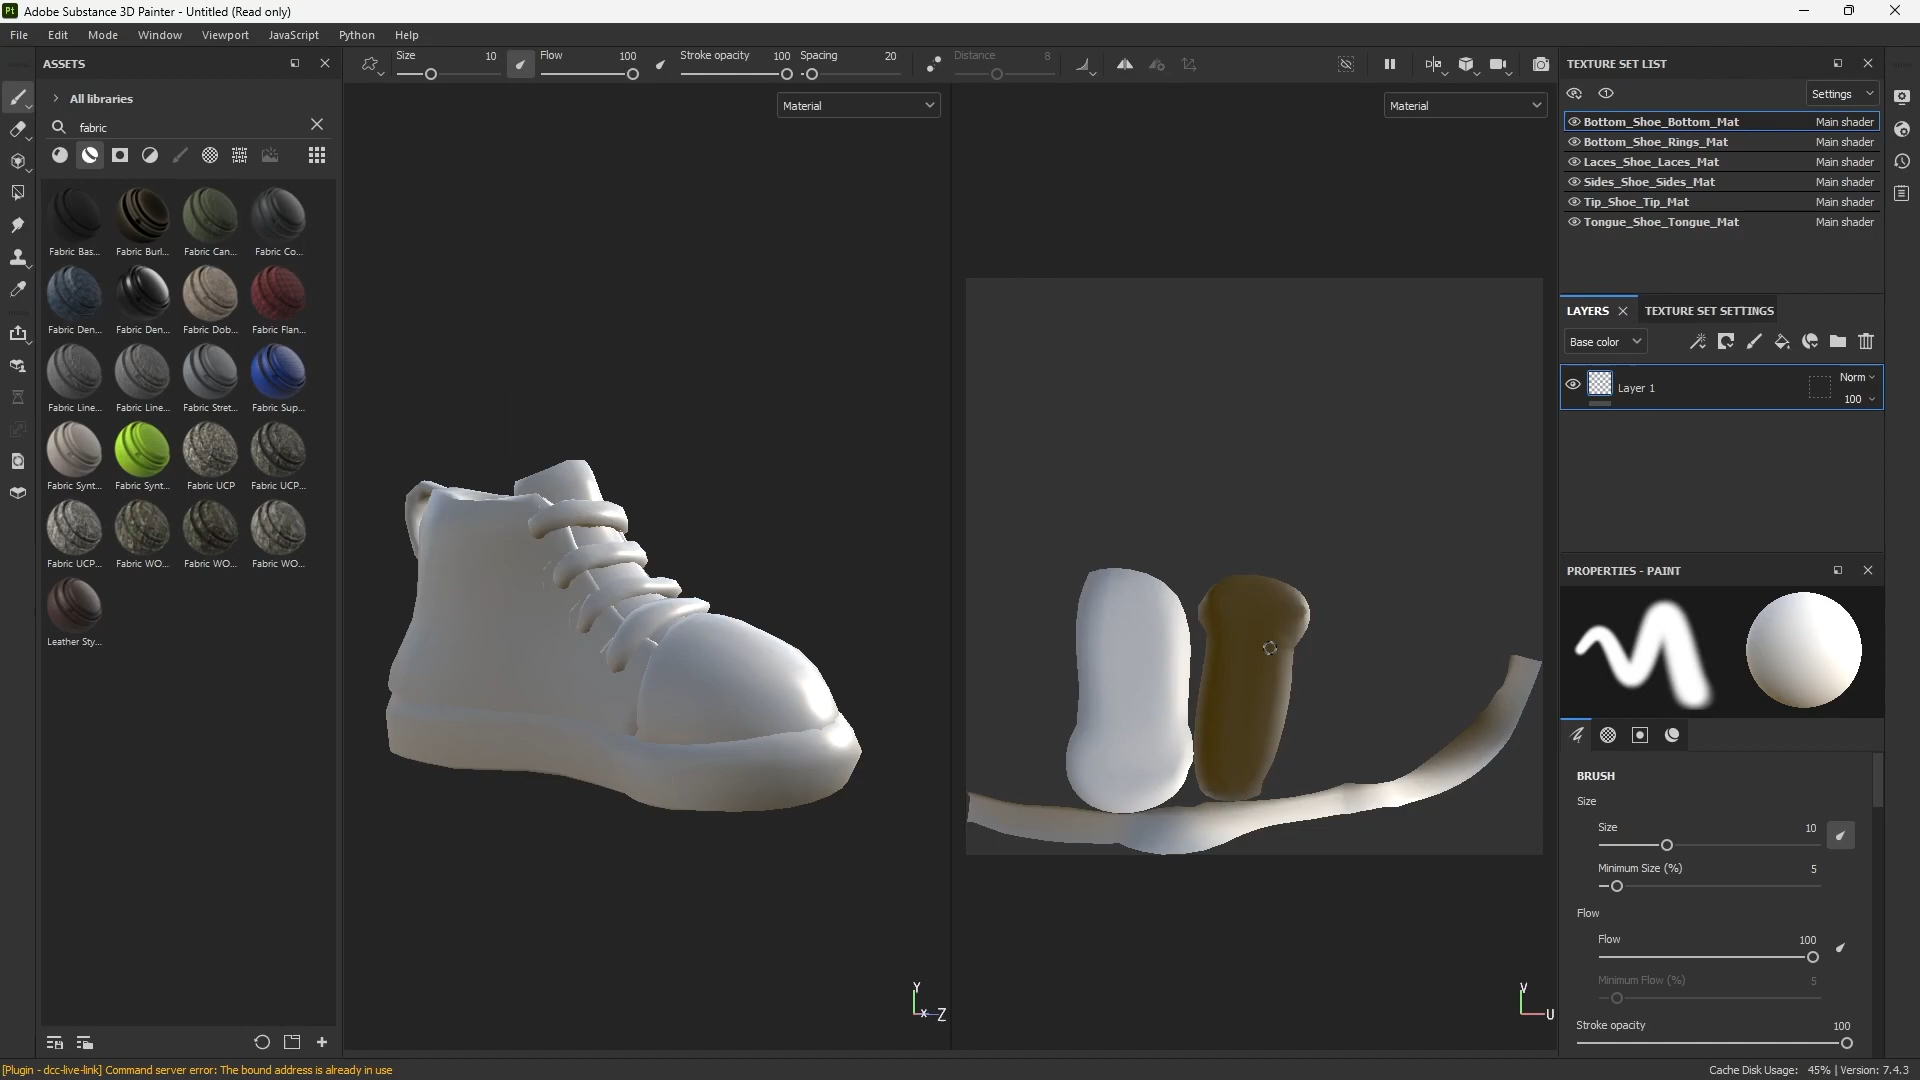 Pt Adobe Substance 3D Painter - Untitled (Read only)
File Edit Mode Window Viewport JavaScript Python Help
ASSETS
All libraries
fabric
Fabric Bas... Fabric Burl... Fabric Can... Fabric Co...
Fabric Den... Fabric Den... Fabric Dob... Fabric Flan...
Fabric Line... Fabric Line... Fabric Stret... Fabric Sup...
Fabric Synt... Fabric Synt... Fabric UCP Fabric UCP...
Fabric UCP... Fabric WO... Fabric WO... Fabric WO...
Leather Sty...
Size 10 Flow 100 Stroke opacity 100 Spacing 20 Distance 8
Material
Material
Y
X Z
V
U
TEXTURE SET LIST
Settings
Bottom_Shoe_Bottom_Mat Main shader
Bottom_Shoe_Rings_Mat Main shader
Laces_Shoe_Laces_Mat Main shader
Sides_Shoe_Sides_Mat Main shader
Tip_Shoe_Tip_Mat Main shader
Tongue_Shoe_Tongue_Mat Main shader
LAYERS TEXTURE SET SETTINGS
Base color
Layer 1 Norm
100
PROPERTIES - PAINT
BRUSH
Size
Size 10
Minimum Size (%) 5
Flow
Flow 100
Minimum Flow (%) 5
Stroke opacity 100
[Plugin - dcc-live-link] Command server error: The bound address is already in use
Cache Disk Usage: 45% | Version: 7.4.3